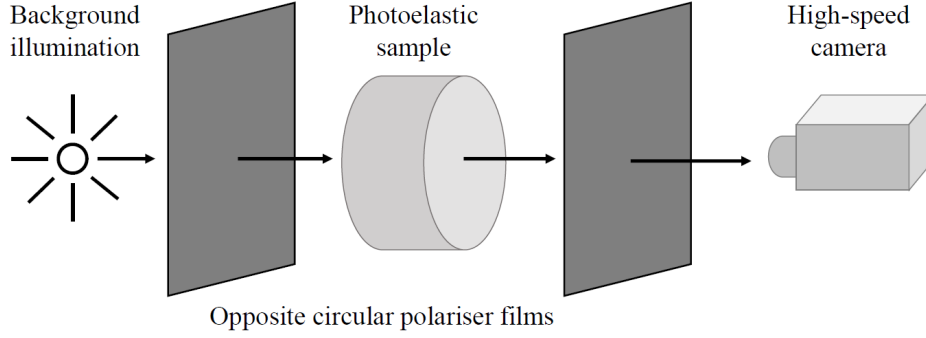 Background
illumination
Photoelastic
sample
High-speed
camera
Opposite circular polariser films